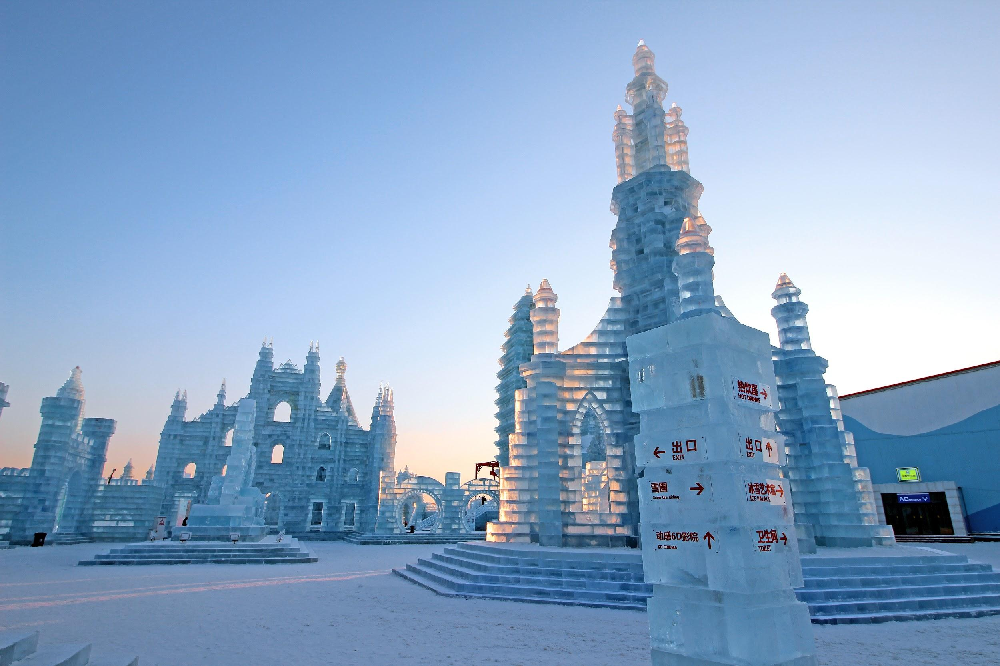 ← 出口
EXIT
雪圈 →
Snow tire sliding
动感6D影院 ↑
6D CINEMA
热饮屋 →
HOT DRINKS
出口 ↑
EXIT
冰雪艺术宫 →
ICE PALACE
卫生间 →
TOILET
入口 Entrance